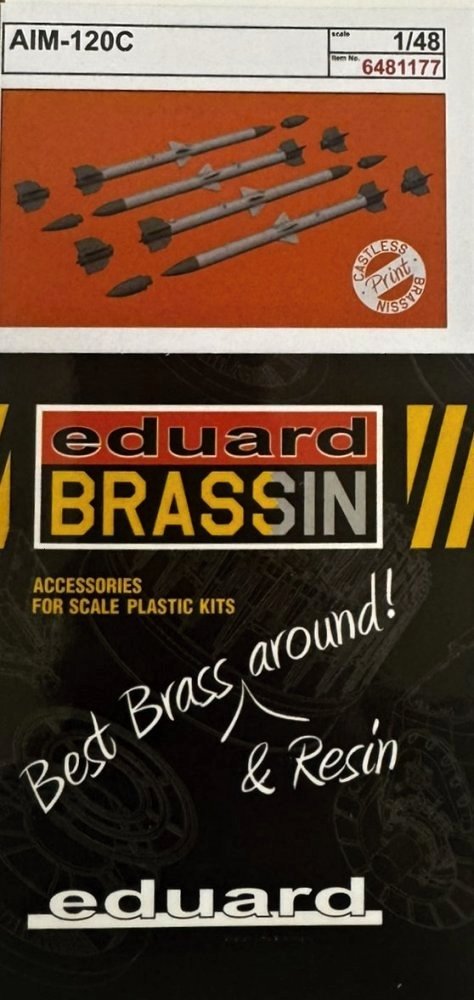 AIM-120C
scale
1/48
Item No.
6481177
CASTLESS
Print
BRASSIN
eduard
BRASSIN
ACCESSORIES
FOR SCALE PLASTIC KITS
Best Brass around!
& Resin
eduard